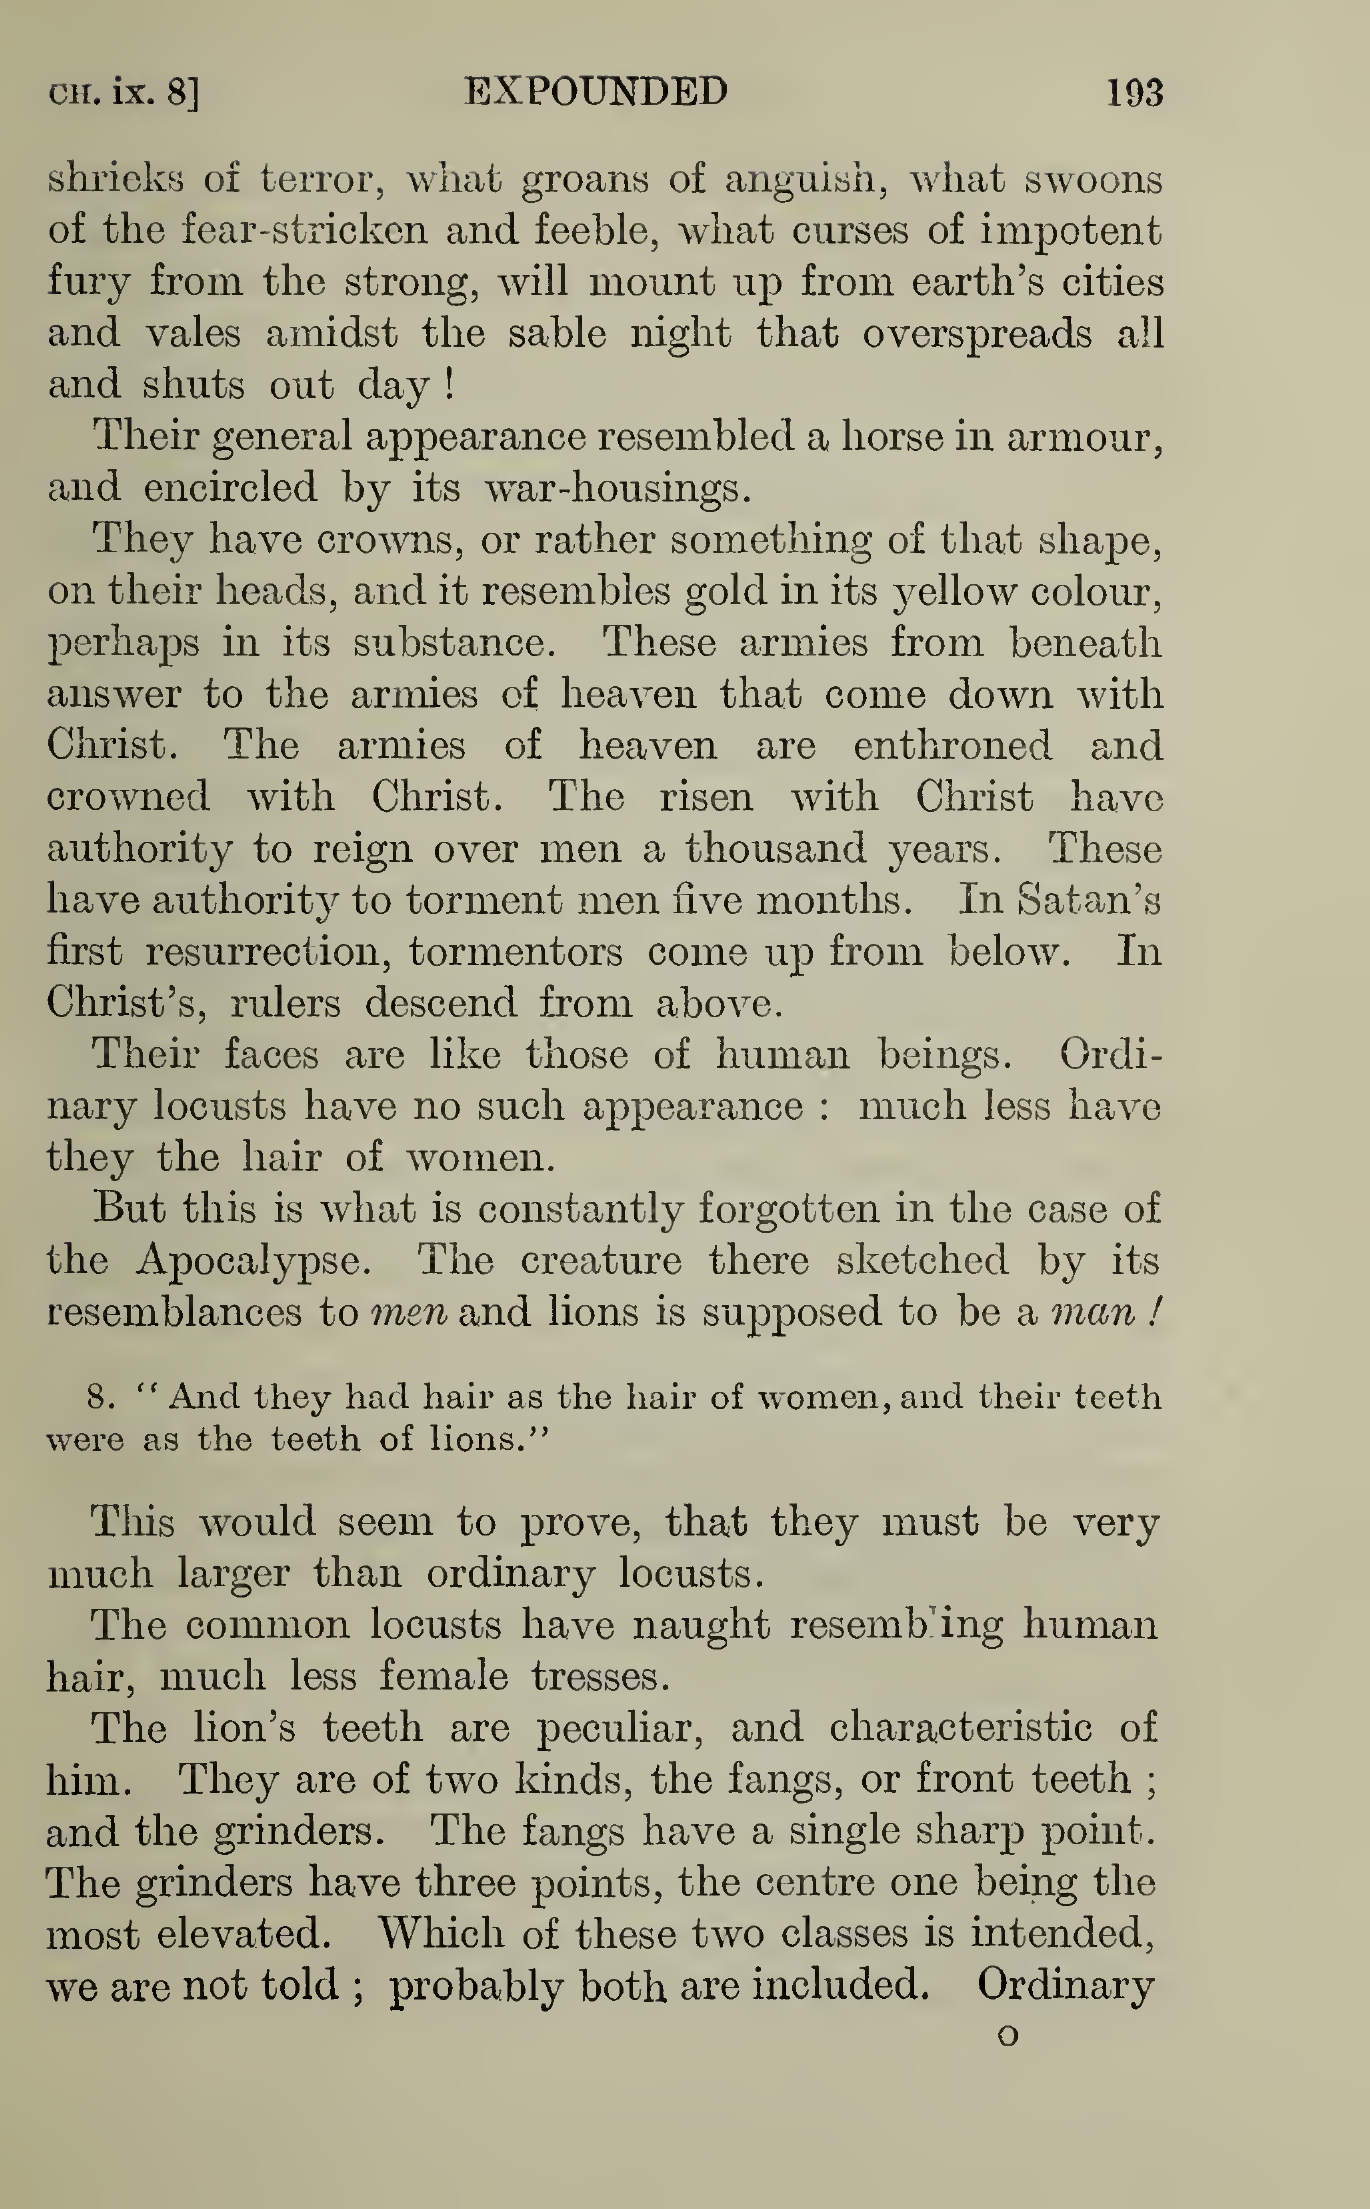 CH. ix. 8] EXPOUNDED 193
shrieks of terror, what groans of anguish, what swoons
of the fear-stricken and feeble, what curses of impotent
fury from the strong, will mount up from earth's cities
and vales amidst the sable night that overspreads all
and shuts out day !
Their general appearance resembled a horse in armour,
and encircled by its war-housings.
They have crowns, or rather something of that shape,
on their heads, and it resembles gold in its yellow colour,
perhaps in its substance. These armies from beneath
answer to the armies of heaven that come down with
Christ. The armies of heaven are enthroned and
crowned with Christ. The risen with Christ have
authority to reign over men a thousand years. These
have authority to torment men five months. In Satan's
first resurrection, tormentors come up from below. In
Christ's, rulers descend from above.
Their faces are like those of human beings. Ordi-
nary locusts have no such appearance : much less have
they the hair of women.
But this is what is constantly forgotten in the case of
the Apocalypse. The creature there sketched by its
resemblances to men and lions is supposed to be a man !
8. "And they had hair as the hair of women, and their teeth
were as the teeth of lions."
This would seem to prove, that they must be very
much larger than ordinary locusts.
The common locusts have naught resembling human
hair, much less female tresses.
The lion's teeth are peculiar, and characteristic of
him. They are of two kinds, the fangs, or front teeth ;
and the grinders. The fangs have a single sharp point.
The grinders have three points, the centre one being the
most elevated. Which of these two classes is intended,
we are not told ; probably both are included. Ordinary
O